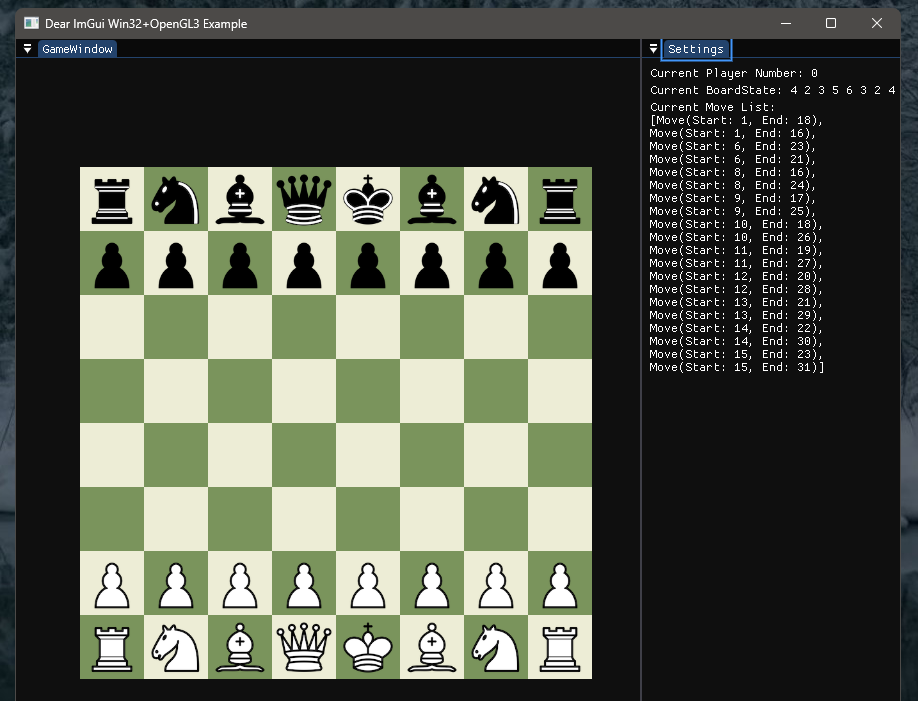 Dear ImGui Win32+OpenGL3 Example
GameWindow
Settings
Current Player Number: 0
Current BoardState: 4 2 3 5 6 3 2 4
Current Move List:
[Move(Start: 1, End: 18),
Move(Start: 1, End: 16),
Move(Start: 6, End: 23),
Move(Start: 6, End: 21),
Move(Start: 8, End: 16),
Move(Start: 8, End: 24),
Move(Start: 9, End: 17),
Move(Start: 9, End: 25),
Move(Start: 10, End: 18),
Move(Start: 10, End: 26),
Move(Start: 11, End: 19),
Move(Start: 11, End: 27),
Move(Start: 12, End: 20),
Move(Start: 12, End: 28),
Move(Start: 13, End: 21),
Move(Start: 13, End: 29),
Move(Start: 14, End: 22),
Move(Start: 14, End: 30),
Move(Start: 15, End: 23),
Move(Start: 15, End: 31)]